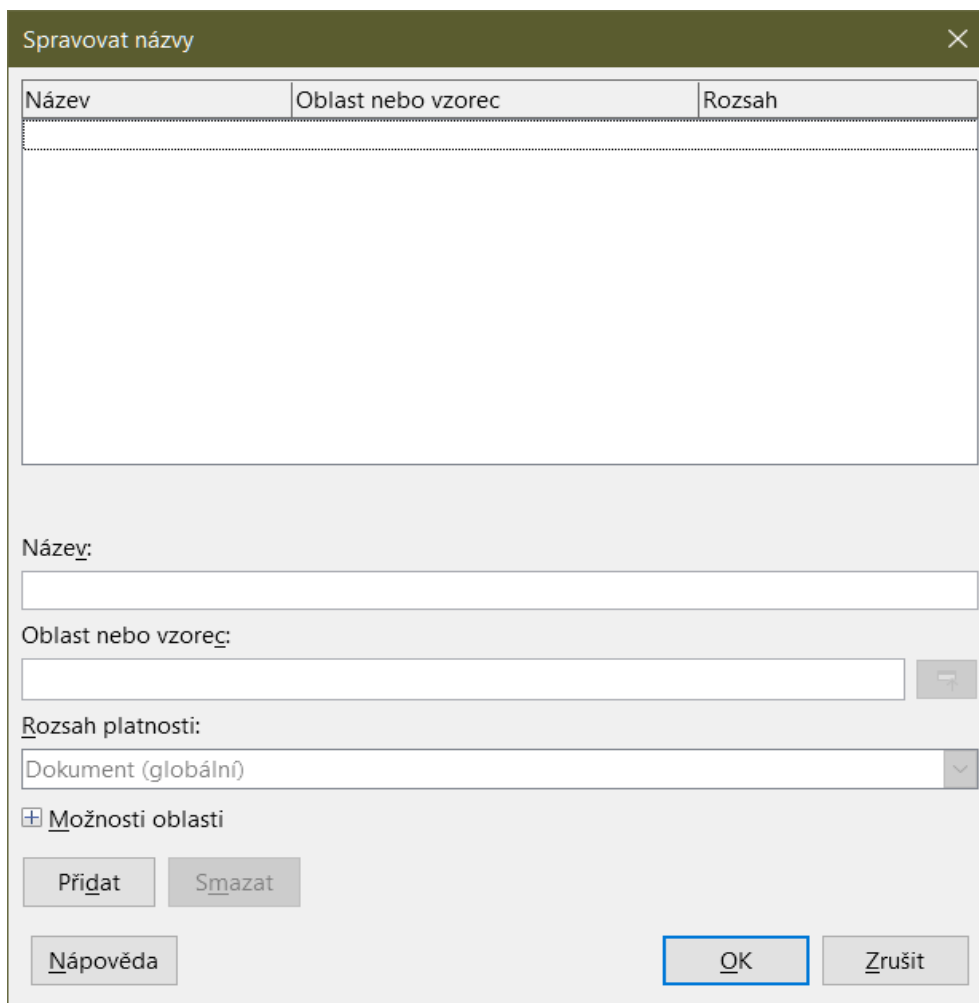 Spravovat názvy
Název Oblast nebo vzorec Rozsah
Název:
Oblast nebo vzorec:
Rozsah platnosti:
Dokument (globální)
Možnosti oblasti
Přidat Smazat
Nápověda OK Zrušit